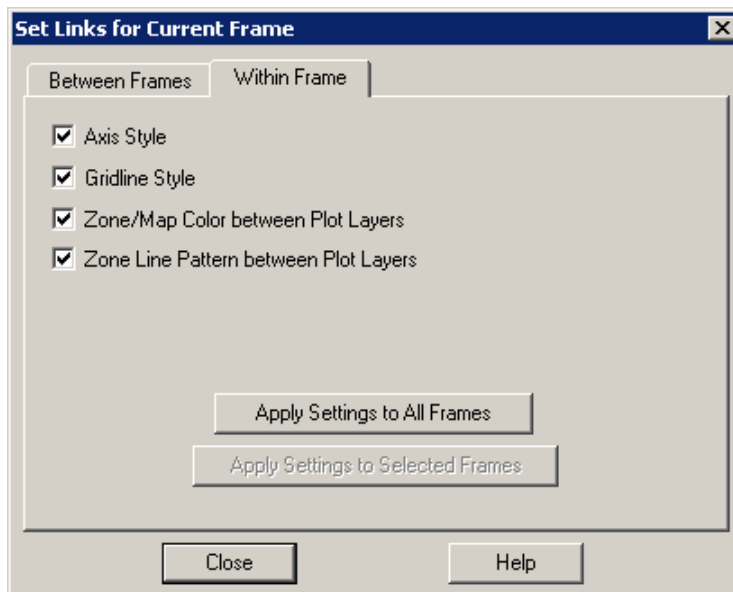 Set Links for Current Frame
Between Frames
Within Frame
Axis Style
Gridline Style
Zone/Map Color between Plot Layers
Zone Line Pattern between Plot Layers
Apply Settings to All Frames
Apply Settings to Selected Frames
Close
Help